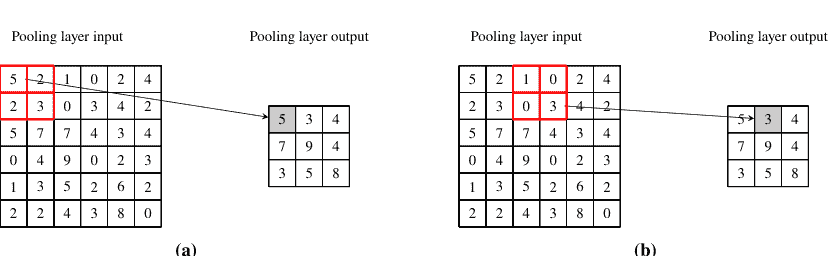 Pooling layer input
Pooling layer output
5 2 1 0 2 4
2 3 0 3 4 2
5 7 7 4 3 4
0 4 9 0 2 3
1 3 5 2 6 2
2 2 4 3 8 0
5 3 4
7 9 4
3 5 8
(a)
Pooling layer input
Pooling layer output
5 2 1 0 2 4
2 3 0 3 4 2
5 7 7 4 3 4
0 4 9 0 2 3
1 3 5 2 6 2
2 2 4 3 8 0
5 3 4
7 9 4
3 5 8
(b)